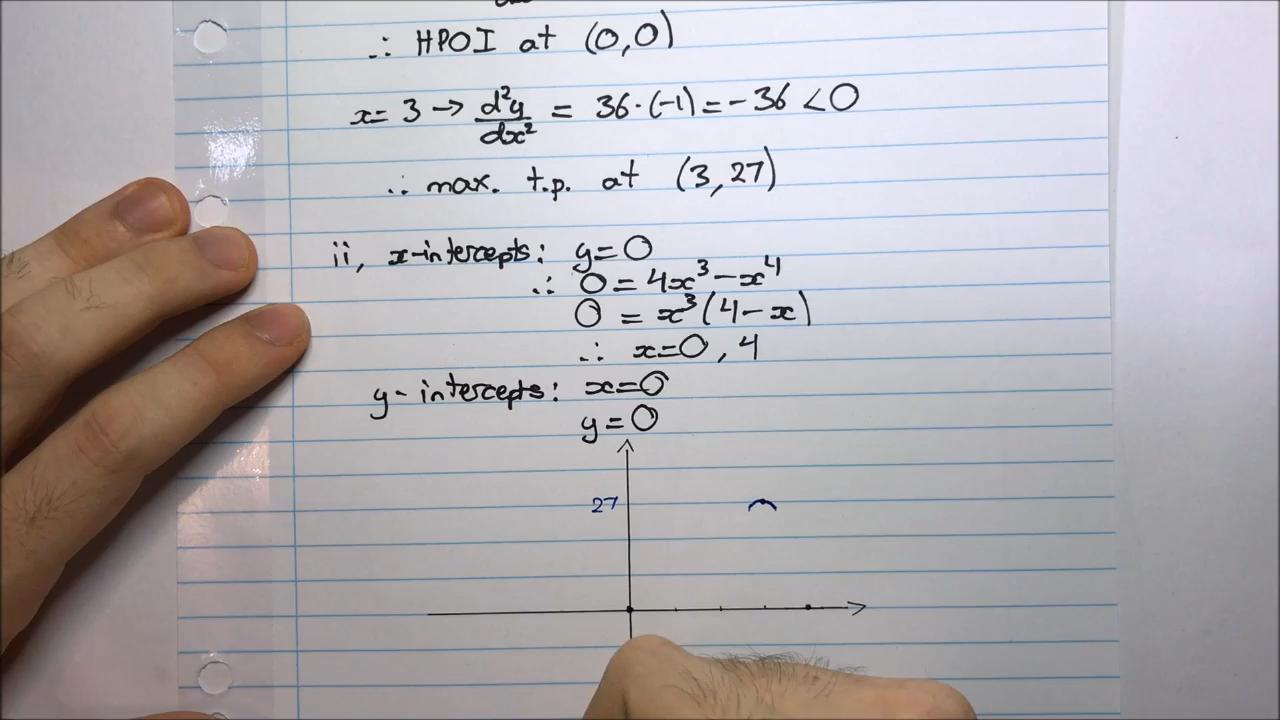 ∴ HPOI at (0,0)
x=3 → d²y/dx² = 36·(-1) = -36 < 0
∴ max. t.p. at (3,27)
ii, x-intercepts: y=0
∴ 0 = 4x³-x⁴
0 = x³(4-x)
∴ x=0, 4
y-intercepts: x=0
y=0
27